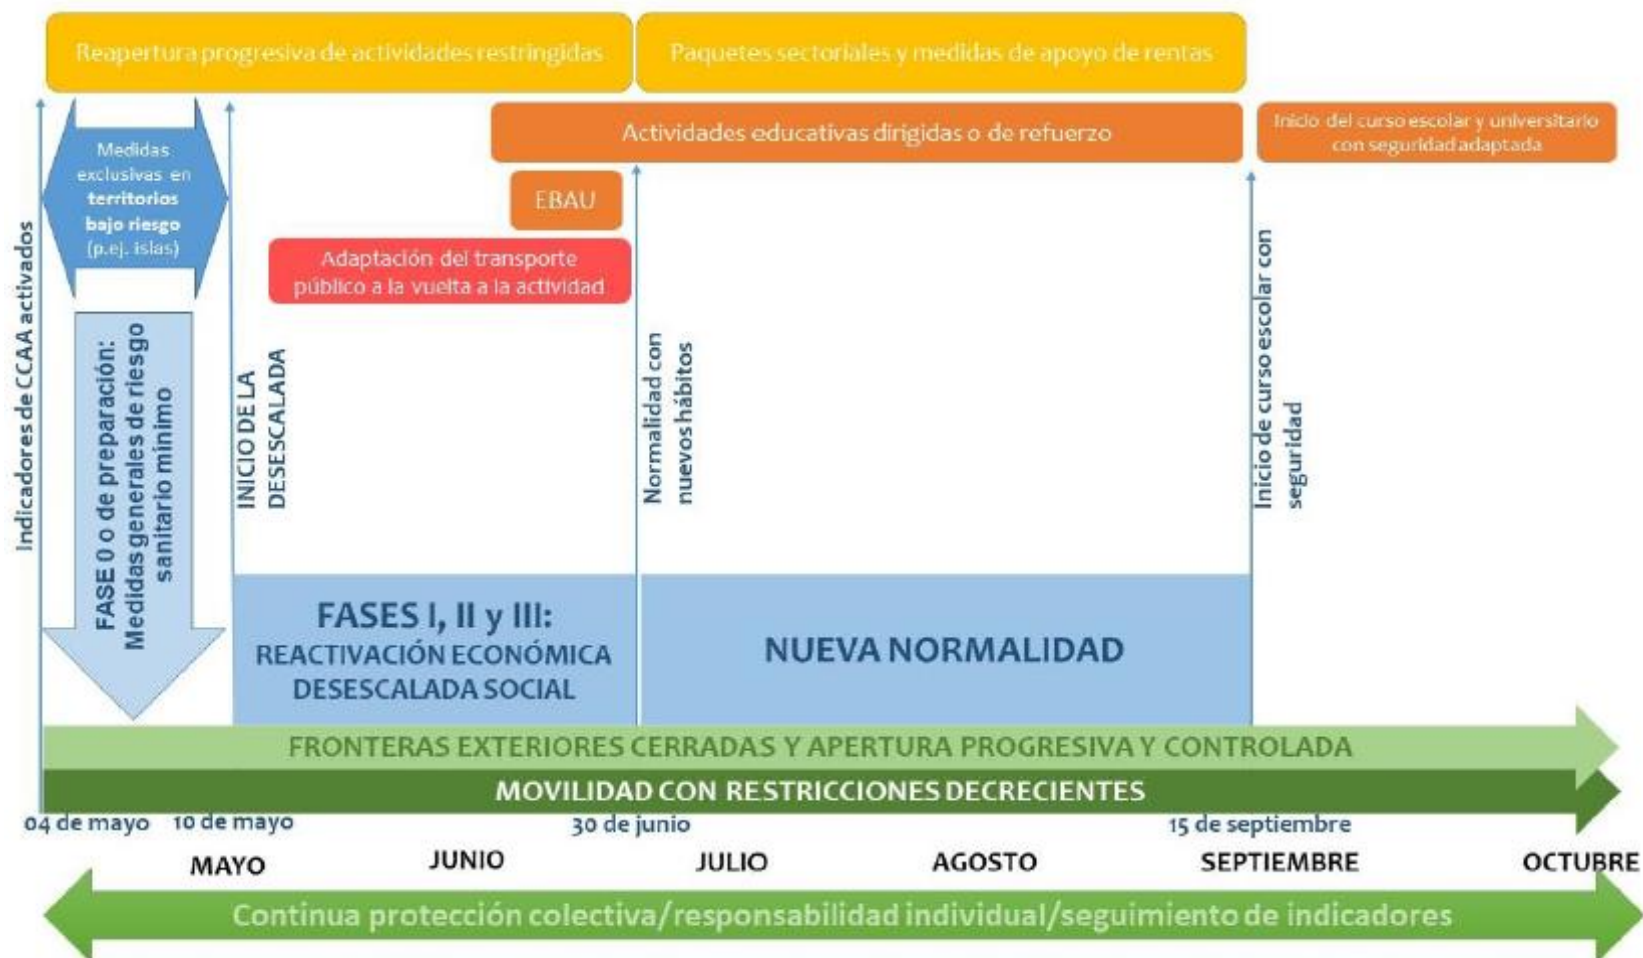 Reapertura progresiva de actividades restringidas
Paquetes sectoriales y medidas de apoyo de rentas
Actividades educativas dirigidas o de refuerzo
Inicio del curso escolar y universitario
con seguridad adaptada
Medidas
exclusivas en
territorios
bajo riesgo
(p.ej. islas)
EBAU
Adaptación del transporte
público a la vuelta a la actividad
Indicadores de CCAA activados
FASE 0 o de preparación:
Medidas generales de riesgo
sanitario mínimo
INICIO DE LA
DESESCALADA
Normalidad con
nuevos hábitos
Inicio de curso escolar con
seguridad
FASES I, II y III:
REACTIVACIÓN ECONÓMICA
DESESCALADA SOCIAL
NUEVA NORMALIDAD
FRONTERAS EXTERIORES CERRADAS Y APERTURA PROGRESIVA Y CONTROLADA
MOVILIDAD CON RESTRICCIONES DECRECIENTES
04 de mayo
10 de mayo
30 de junio
15 de septiembre
MAYO
JUNIO
JULIO
AGOSTO
SEPTIEMBRE
OCTUBRE
Continua protección colectiva/responsabilidad individual/seguimiento de indicadores